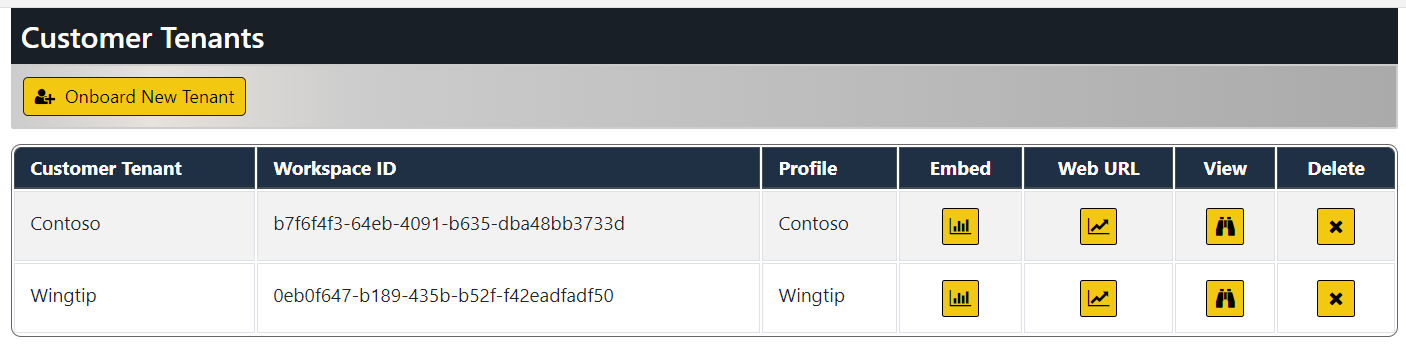 Customer Tenants
Onboard New Tenant
Customer Tenant Workspace ID Profile Embed Web URL View Delete
Contoso b7f6f4f3-64eb-4091-b635-dba48bb3733d Contoso
Wingtip 0eb0f647-b189-435b-b52f-f42eadfadf50 Wingtip